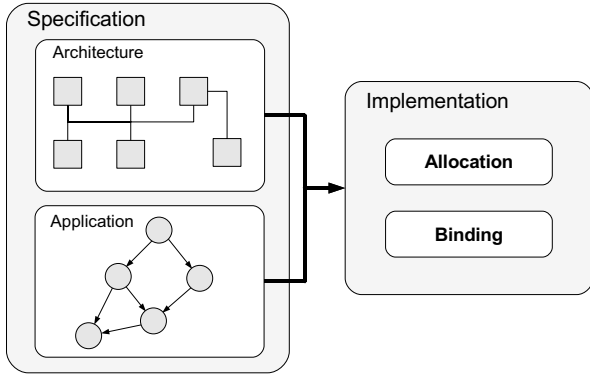 Specification
Architecture
Application
Implementation
Allocation
Binding